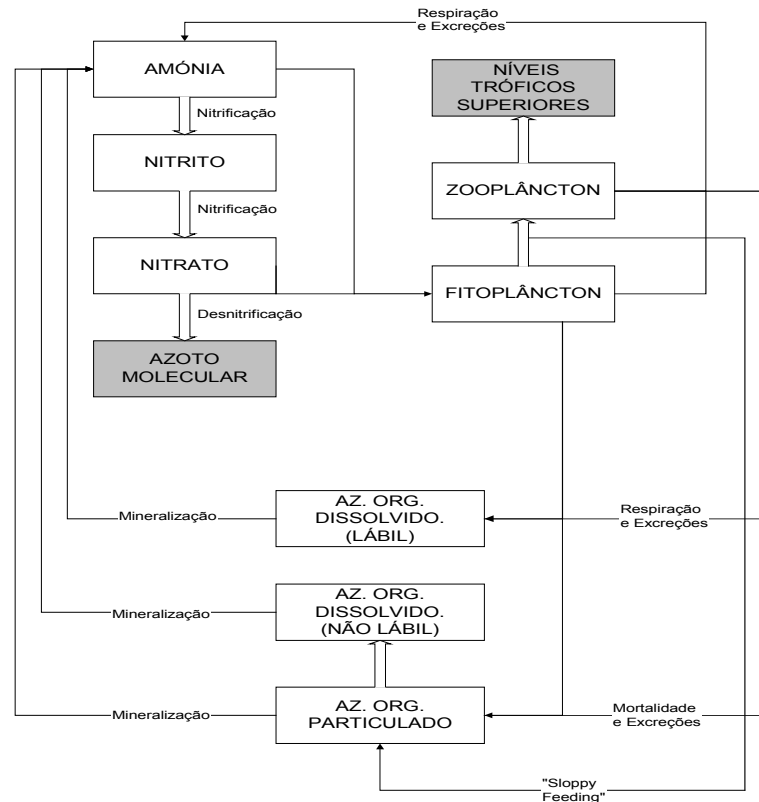 Respiração
e Excreções
AMÓNIA
NÍVEIS
TRÓFICOS
SUPERIORES
Nitrificação
NITRITO
ZOOPLÂNCTON
Nitrificação
NITRATO
FITOPLÂNCTON
Desnitrificação
AZOTO
MOLECULAR
AZ. ORG.
DISSOLVIDO.
(LÁBIL)
Mineralização
Respiração
e Excreções
AZ. ORG.
DISSOLVIDO.
(NÃO LÁBIL)
Mineralização
AZ. ORG.
PARTICULADO
Mineralização
Mortalidade
e Excreções
"Sloppy
Feeding"